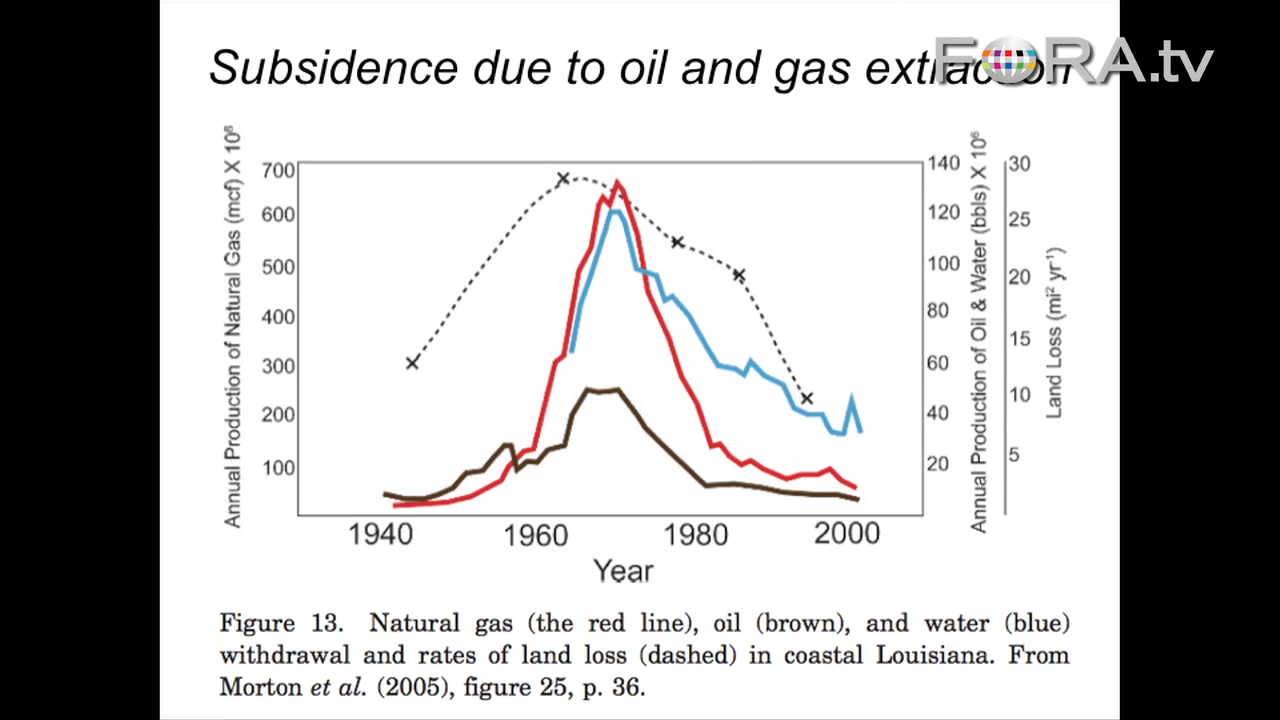 Subsidence due to oil and gas extraction
FORA.tv
Annual Production of Natural Gas (mcf) X 10⁶
700
600
500
400
300
200
100
140
120
100
80
60
40
20
Annual Production of Oil & Water (bbls) X 10⁶
30
25
20
15
10
5
Land Loss (mi² yr⁻¹)
1940 1960 1980 2000
Year
Figure 13. Natural gas (the red line), oil (brown), and water (blue)
withdrawal and rates of land loss (dashed) in coastal Louisiana. From
Morton et al. (2005), figure 25, p. 36.